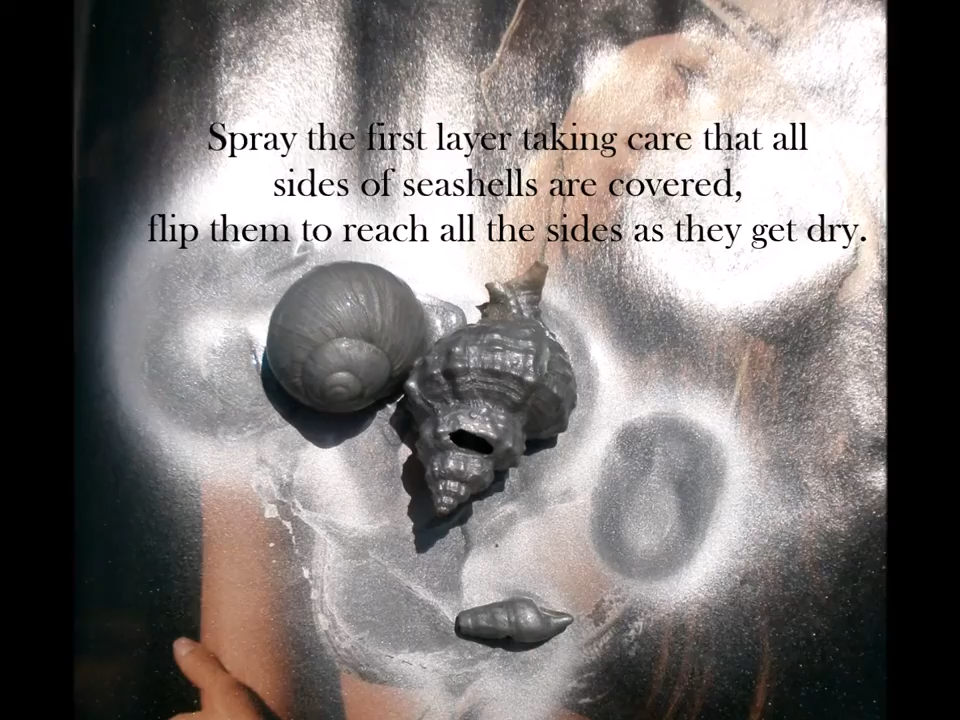 Spray the first layer taking care that all
sides of seashells are covered,
flip them to reach all the sides as they get dry.